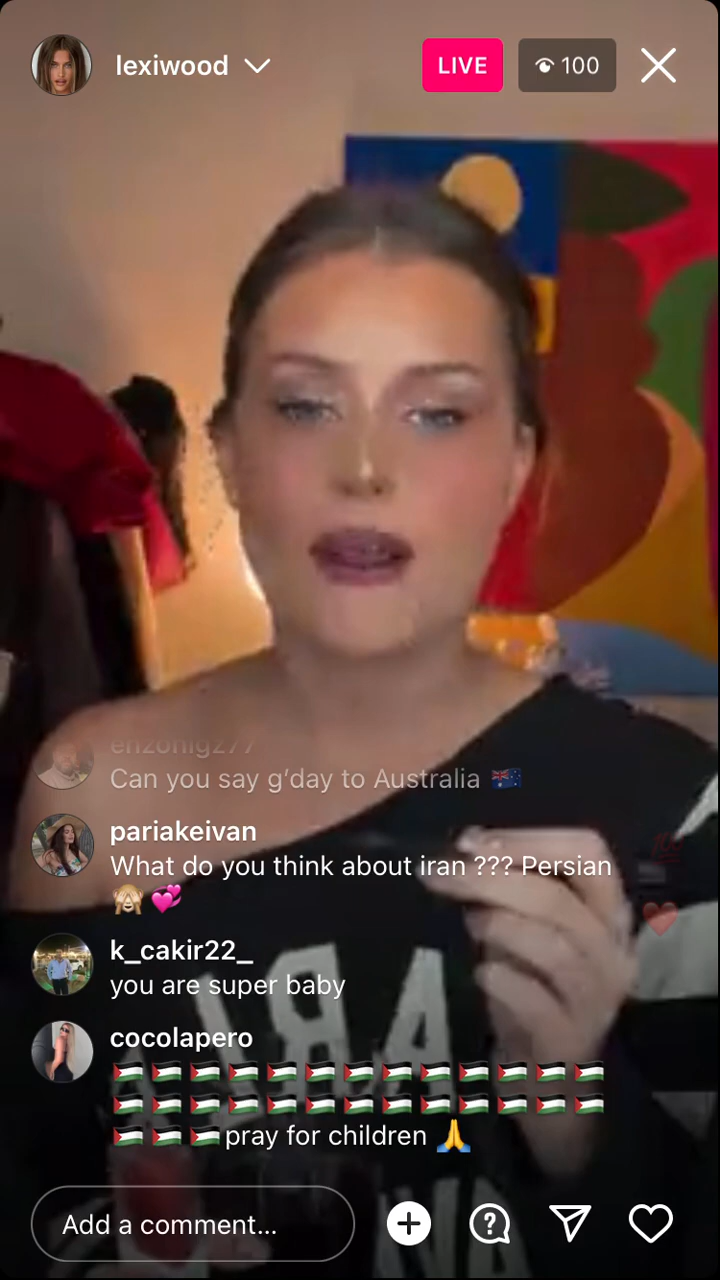 lexiwood
LIVE
100
enzonigz77
Can you say g’day to Australia 🇦🇺
pariakeivan
What do you think about iran ??? Persian
🙈 💞
k_cakir22_
you are super baby
cocolapero
🇵🇸 🇵🇸 🇵🇸 🇵🇸 🇵🇸 🇵🇸 🇵🇸 🇵🇸 🇵🇸 🇵🇸 🇵🇸 🇵🇸 🇵🇸
🇵🇸 🇵🇸 🇵🇸 🇵🇸 🇵🇸 🇵🇸 🇵🇸 🇵🇸 🇵🇸 🇵🇸 🇵🇸 🇵🇸 🇵🇸
🇵🇸 🇵🇸 🇵🇸 pray for children 🙏
Add a comment...